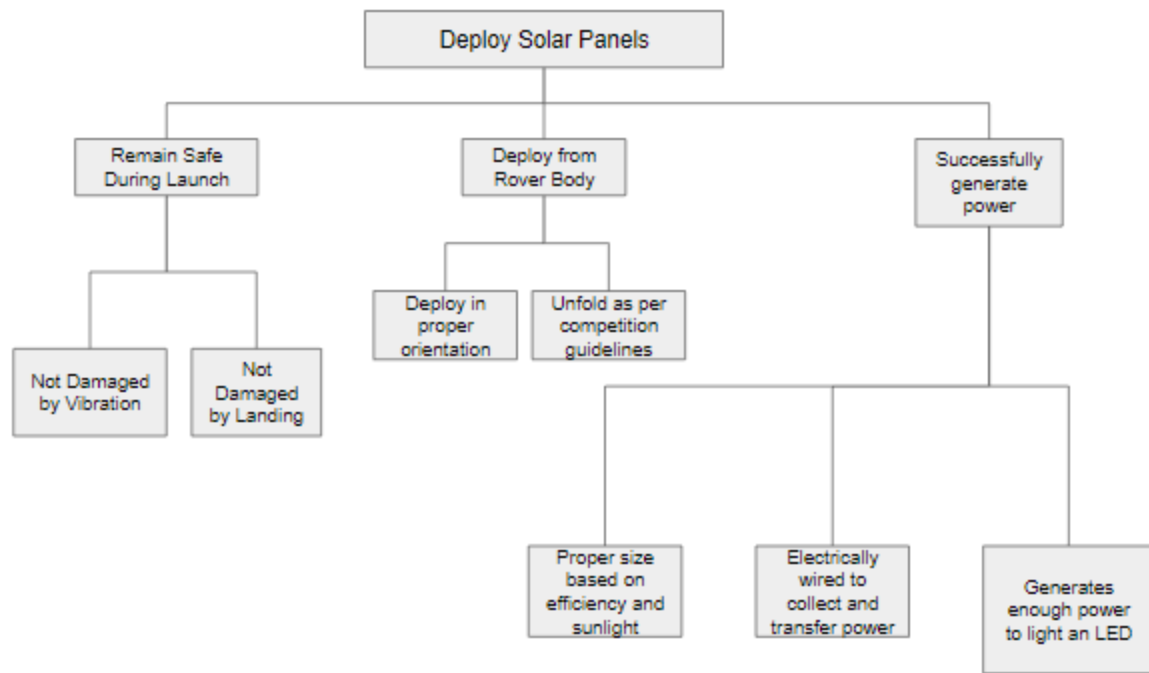 Deploy Solar Panels
Remain Safe
During Launch
Deploy from
Rover Body
Successfully
generate
power
Deploy in
proper
orientation
Unfold as per
competition
guidelines
Not Damaged
by Vibration
Not
Damaged
by Landing
Proper size
based on
efficiency and
sunlight
Electrically
wired to
collect and
transfer power
Generates
enough power
to light an LED